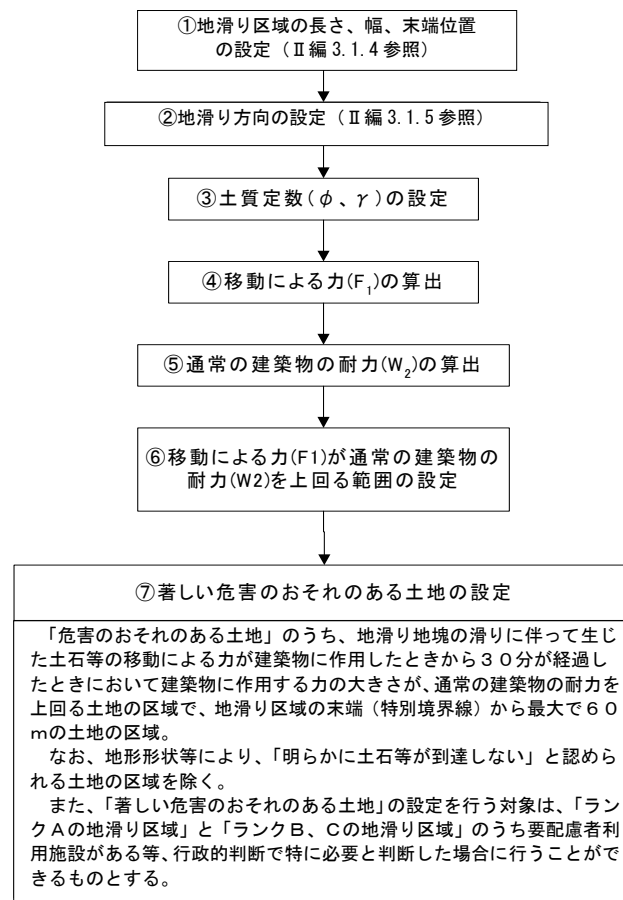 ①地滑り区域の長さ、幅、末端位置
の設定（Ⅱ編3.1.4参照）
②地滑り方向の設定（Ⅱ編3.1.5参照）
③土質定数(φ、γ)の設定
④移動による力(F₁)の算出
⑤通常の建築物の耐力(W₂)の算出
⑥移動による力(F1)が通常の建築物の
耐力(W2)を上回る範囲の設定
⑦著しい危害のおそれのある土地の設定
「危害のおそれのある土地」のうち、地滑り地塊の滑りに伴って生じ
た土石等の移動による力が建築物に作用したときから３０分が経過し
たときにおいて建築物に作用する力の大きさが、通常の建築物の耐力を
上回る土地の区域で、地滑り区域の末端（特別境界線）から最大で６０
ｍの土地の区域。
なお、地形形状等により、「明らかに土石等が到達しない」と認めら
れる土地の区域を除く。
また、「著しい危害のおそれのある土地」の設定を行う対象は、「ラン
クＡの地滑り区域」と「ランクＢ、Ｃの地滑り区域」のうち要配慮者利
用施設がある等、行政的判断で特に必要と判断した場合に行うことがで
きるものとする。